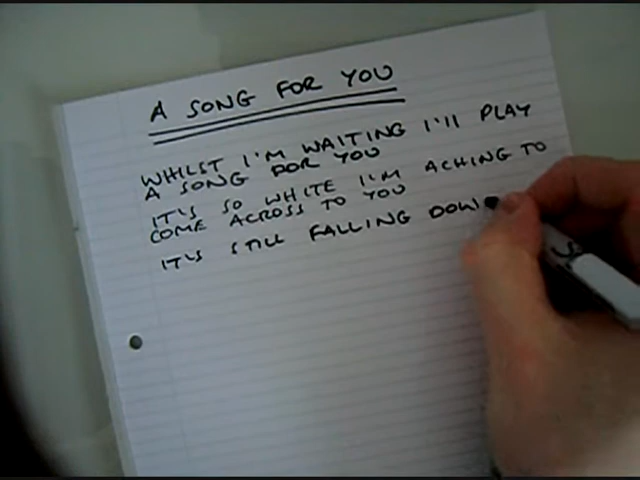 A SONG FOR YOU
WHILST I'M WAITING I'll PLAY
A SONG FOR YOU
IT'S SO WHITE I'M ACHING TO
COME ACROSS TO YOU
IT'S STILL FALLING DOW